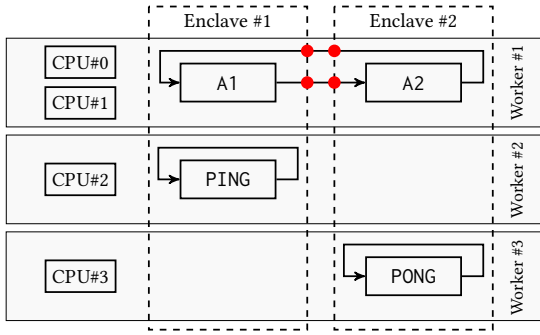 Enclave #1
Enclave #2
CPU#0
CPU#1
A1
A2
Worker #1
CPU#2
PING
Worker #2
CPU#3
PONG
Worker #3